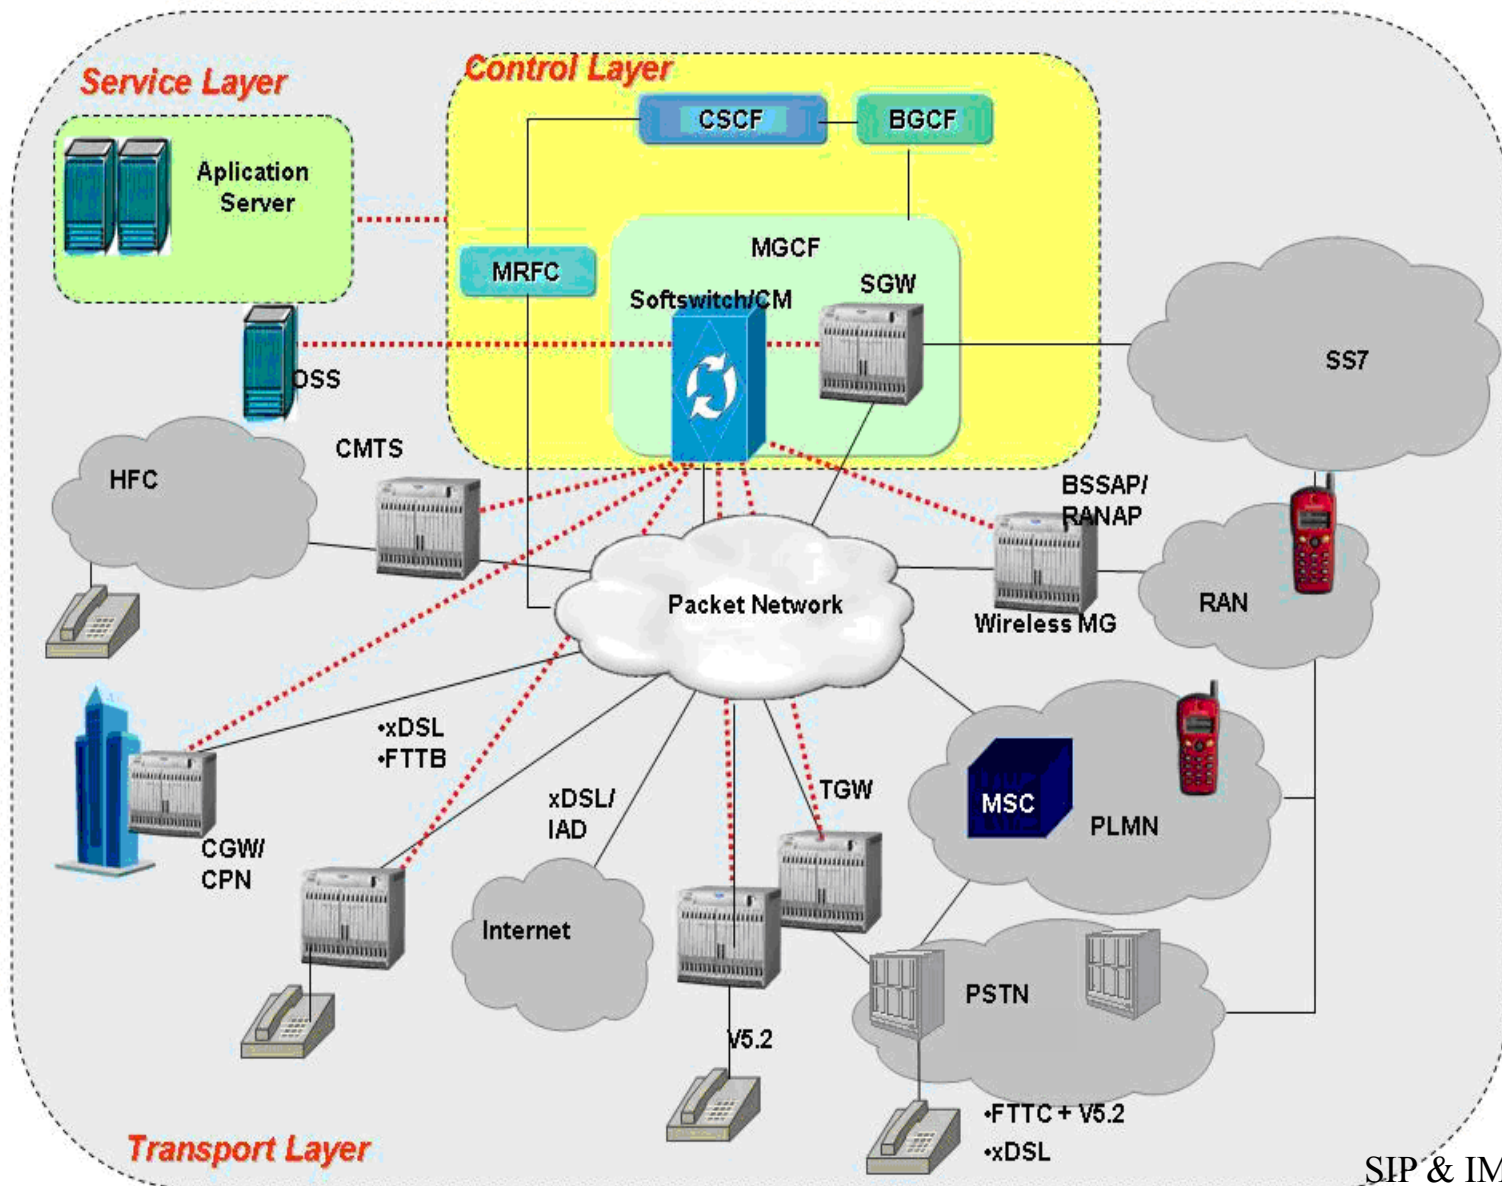 Service Layer
Control Layer
CSCF
BGCF
Aplication
Server
MGCF
MRFC
SGW
Softswitch/CM
SS7
OSS
CMTS
HFC
BSSAP/
RANAP
Packet Network
RAN
Wireless MG
•xDSL
•FTTB
xDSL/
IAD
TGW
MSC
PLMN
CGW/
CPN
Internet
PSTN
V5.2
•FTTC + V5.2
•xDSL
Transport Layer
SIP & IM